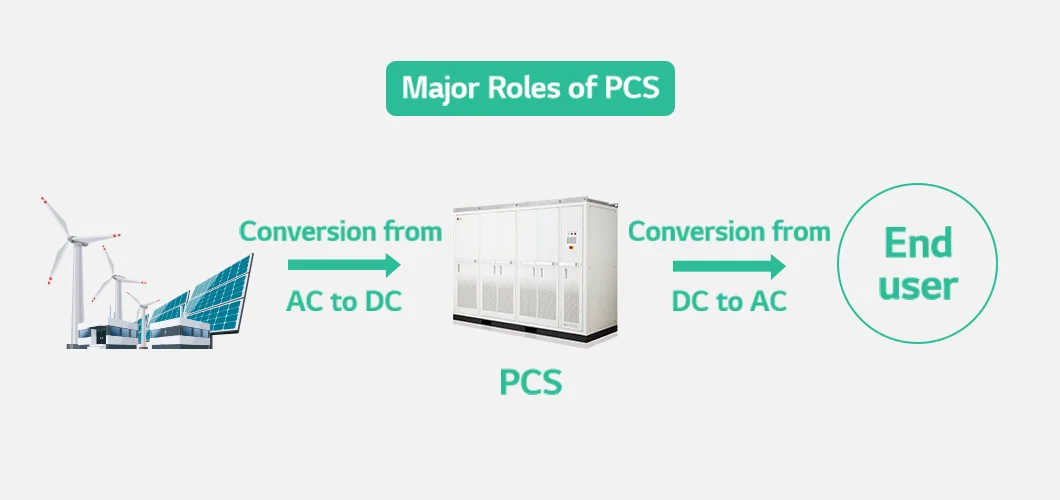 Major Roles of PCS
Conversion from
AC to DC
PCS
Conversion from
DC to AC
End
user